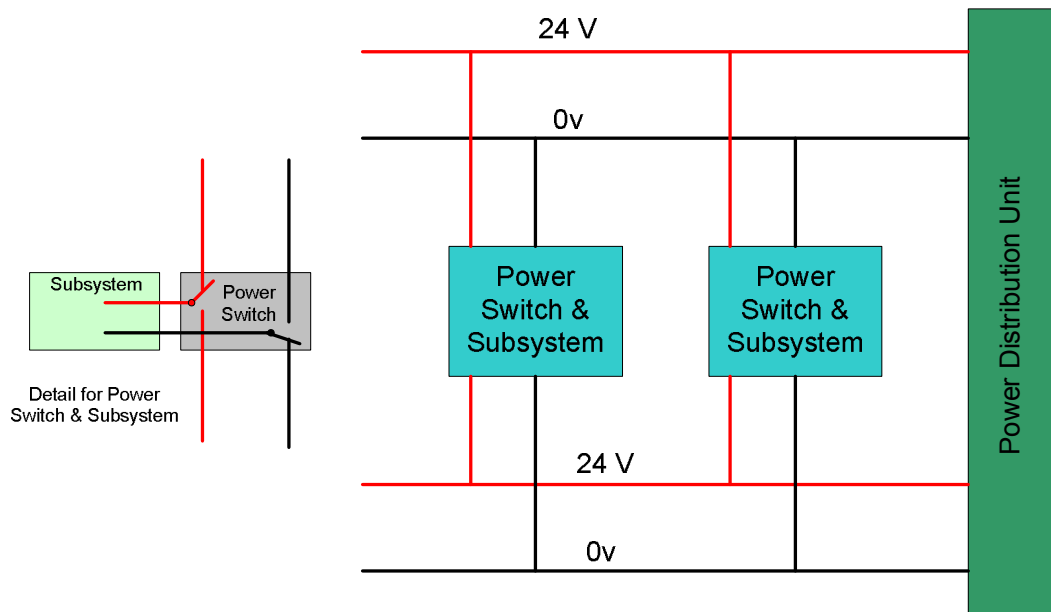 24 V
0v
Subsystem
Power
Switch
Detail for Power
Switch & Subsystem
Power
Switch &
Subsystem
Power
Switch &
Subsystem
24 V
0v
Power Distribution Unit